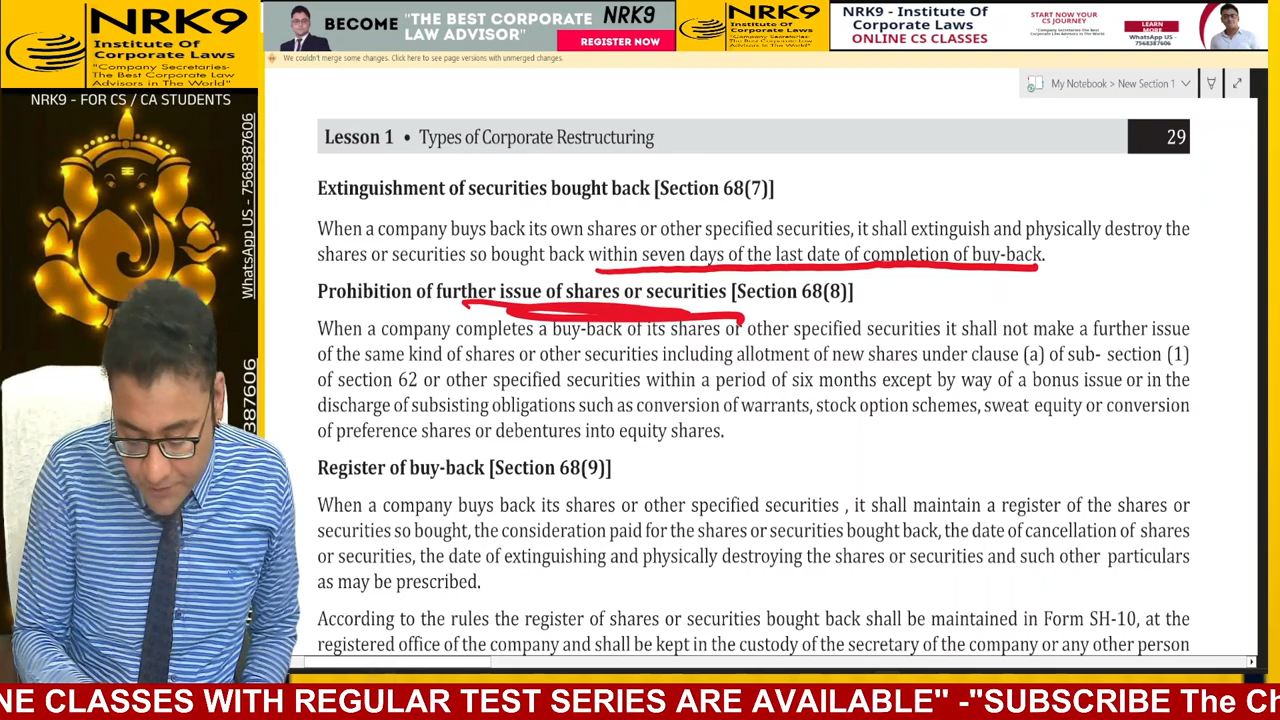 NRK9
Institute Of
Corporate Laws
"Company Secretaries-
The Best Corporate Law
Advisors in The World"
NRK9 - FOR CS / CA STUDENTS
WhatsApp US - 7568387606
387606
BECOME "THE BEST CORPORATE
LAW ADVISOR"
NRK9
REGISTER NOW
NRK9
Institute Of
Corporate Laws
NRK9 - Institute Of
Corporate Laws
ONLINE CS CLASSES
START NOW YOUR
CS JOURNEY
LEARN
MORE
WhatsApp US -
7568387606
We couldn't merge some changes. Click here to see page versions with unmerged changes.
My Notebook > New Section 1
Lesson 1 • Types of Corporate Restructuring
29
Extinguishment of securities bought back [Section 68(7)]
When a company buys back its own shares or other specified securities, it shall extinguish and physically destroy the
shares or securities so bought back within seven days of the last date of completion of buy-back.
Prohibition of further issue of shares or securities [Section 68(8)]
When a company completes a buy-back of its shares or other specified securities it shall not make a further issue
of the same kind of shares or other securities including allotment of new shares under clause (a) of sub- section (1)
of section 62 or other specified securities within a period of six months except by way of a bonus issue or in the
discharge of subsisting obligations such as conversion of warrants, stock option schemes, sweat equity or conversion
of preference shares or debentures into equity shares.
Register of buy-back [Section 68(9)]
When a company buys back its shares or other specified securities , it shall maintain a register of the shares or
securities so bought, the consideration paid for the shares or securities bought back, the date of cancellation of shares
or securities, the date of extinguishing and physically destroying the shares or securities and such other particulars
as may be prescribed.
According to the rules the register of shares or securities bought back shall be maintained in Form SH-10, at the
registered office of the company and shall be kept in the custody of the secretary of the company or any other person
NE CLASSES WITH REGULAR TEST SERIES ARE AVAILABLE" -"SUBSCRIBE The Ch